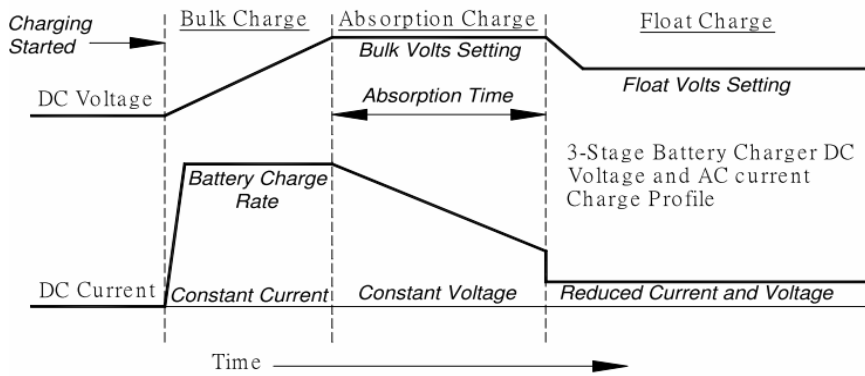 Charging
Started
Bulk Charge
Absorption Charge
Float Charge
Bulk Volts Setting
Float Volts Setting
DC Voltage
Absorption Time
3-Stage Battery Charger DC
Voltage and AC current
Charge Profile
Battery Charge
Rate
DC Current
Constant Current
Constant Voltage
Reduced Current and Voltage
Time